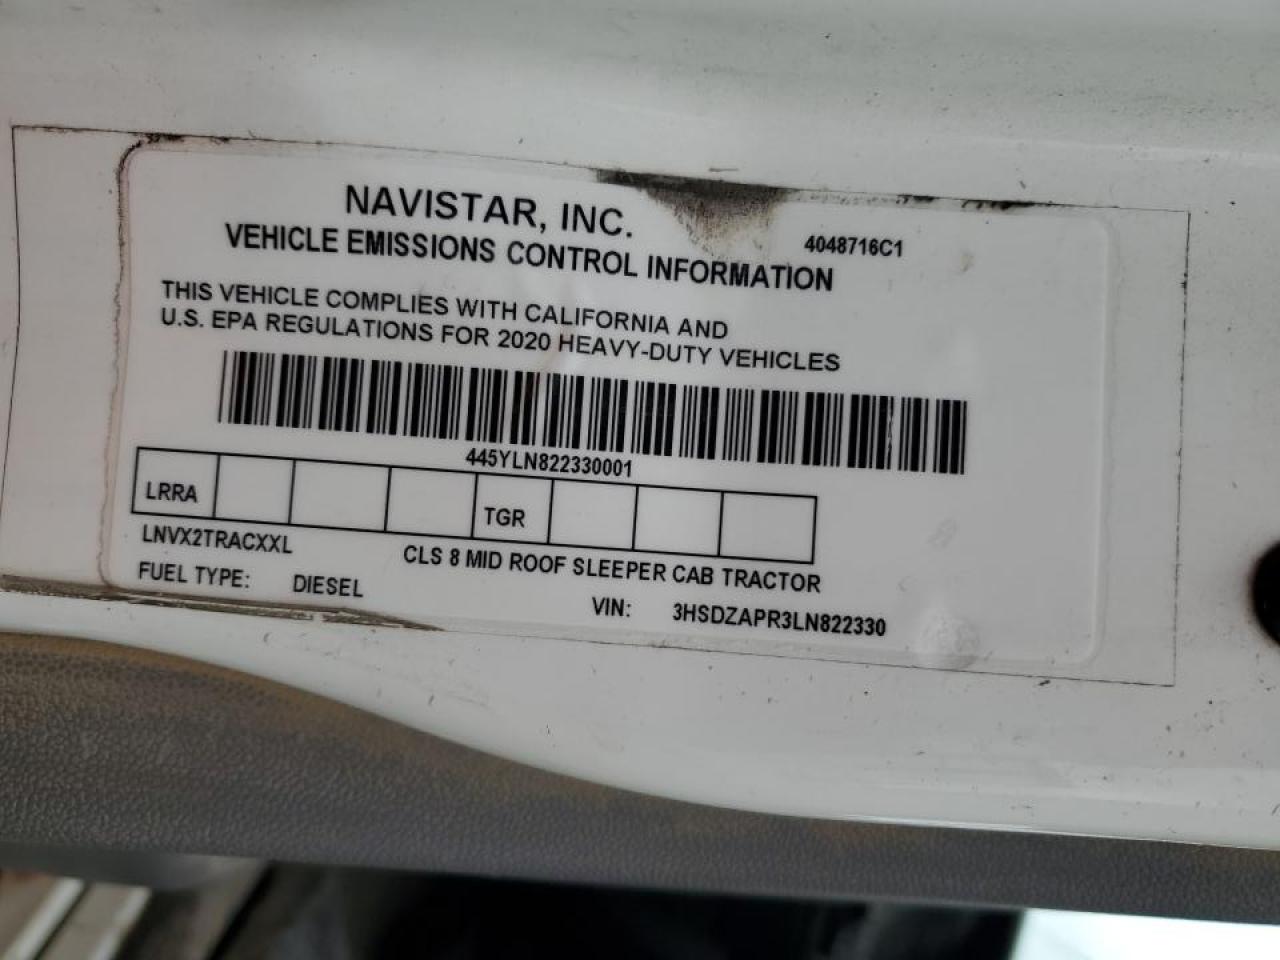 NAVISTAR, INC.
4048716C1
VEHICLE EMISSIONS CONTROL INFORMATION
THIS VEHICLE COMPLIES WITH CALIFORNIA AND
U.S. EPA REGULATIONS FOR 2020 HEAVY-DUTY VEHICLES
445YLN822330001
LRRA TGR
LNVX2TRACXXL CLS 8 MID ROOF SLEEPER CAB TRACTOR
FUEL TYPE: DIESEL VIN: 3HSDZAPR3LN822330